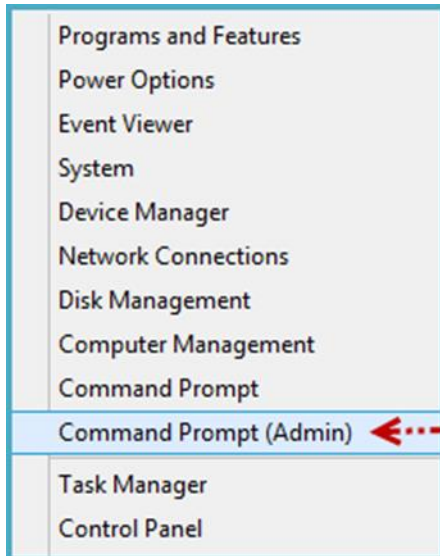 Programs and Features
Power Options
Event Viewer
System
Device Manager
Network Connections
Disk Management
Computer Management
Command Prompt
Command Prompt (Admin)
Task Manager
Control Panel